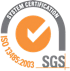 SYSTEM CERTIFICATION
ISO 13485:2003
SGS